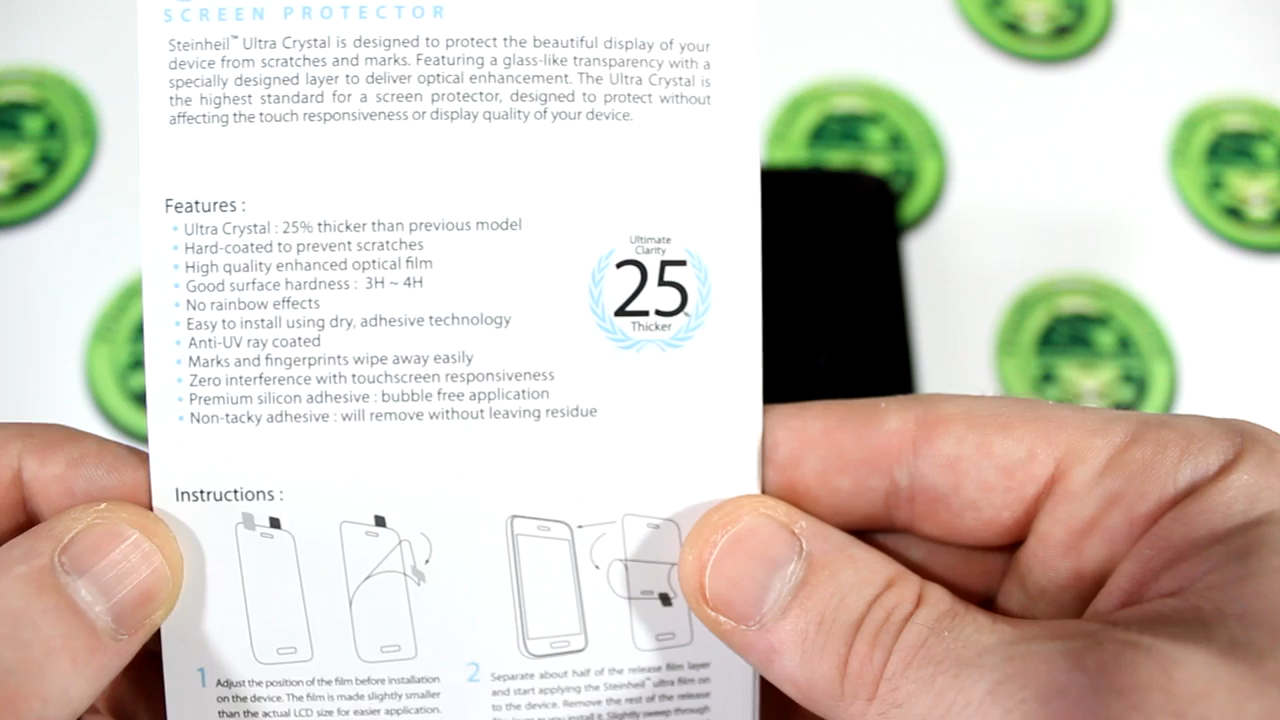 SCREEN PROTECTOR
Steinheil™ Ultra Crystal is designed to protect the beautiful display of your
device from scratches and marks. Featuring a glass-like transparency with a
specially designed layer to deliver optical enhancement. The Ultra Crystal is
the highest standard for a screen protector, designed to protect without
affecting the touch responsiveness or display quality of your device.
Features :
• Ultra Crystal : 25% thicker than previous model
• Hard-coated to prevent scratches
• High quality enhanced optical film
• Good surface hardness : 3H ~ 4H
• No rainbow effects
• Easy to install using dry, adhesive technology
• Anti-UV ray coated
• Marks and fingerprints wipe away easily
• Zero interference with touchscreen responsiveness
• Premium silicon adhesive : bubble free application
• Non-tacky adhesive : will remove without leaving residue
Ultimate
Clarity
25%
Thicker
Instructions :
1 Adjust the position of the film before installation
on the device. The film is made slightly smaller
than the actual LCD size for easier application.
2 Separate about half of the release film layer
and start applying the Steinheil™ ultra film on
to the device. Remove the rest of the release
film layer as you install it. Slightly sweep through